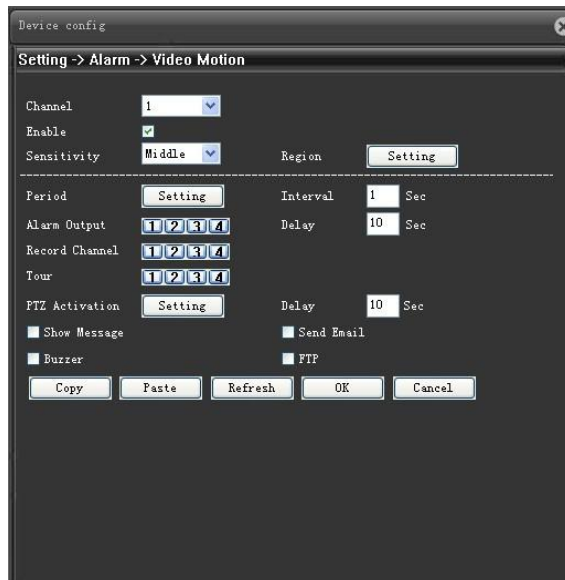 Device config
Setting -> Alarm -> Video Motion
Channel 1
Enable
Sensitivity Middle Region Setting
Period Setting Interval 1 Sec
Alarm Output 1 2 3 4 Delay 10 Sec
Record Channel 1 2 3 4
Tour 1 2 3 4
PTZ Activation Setting Delay 10 Sec
Show Message Send Email
Buzzer FTP
Copy Paste Refresh OK Cancel